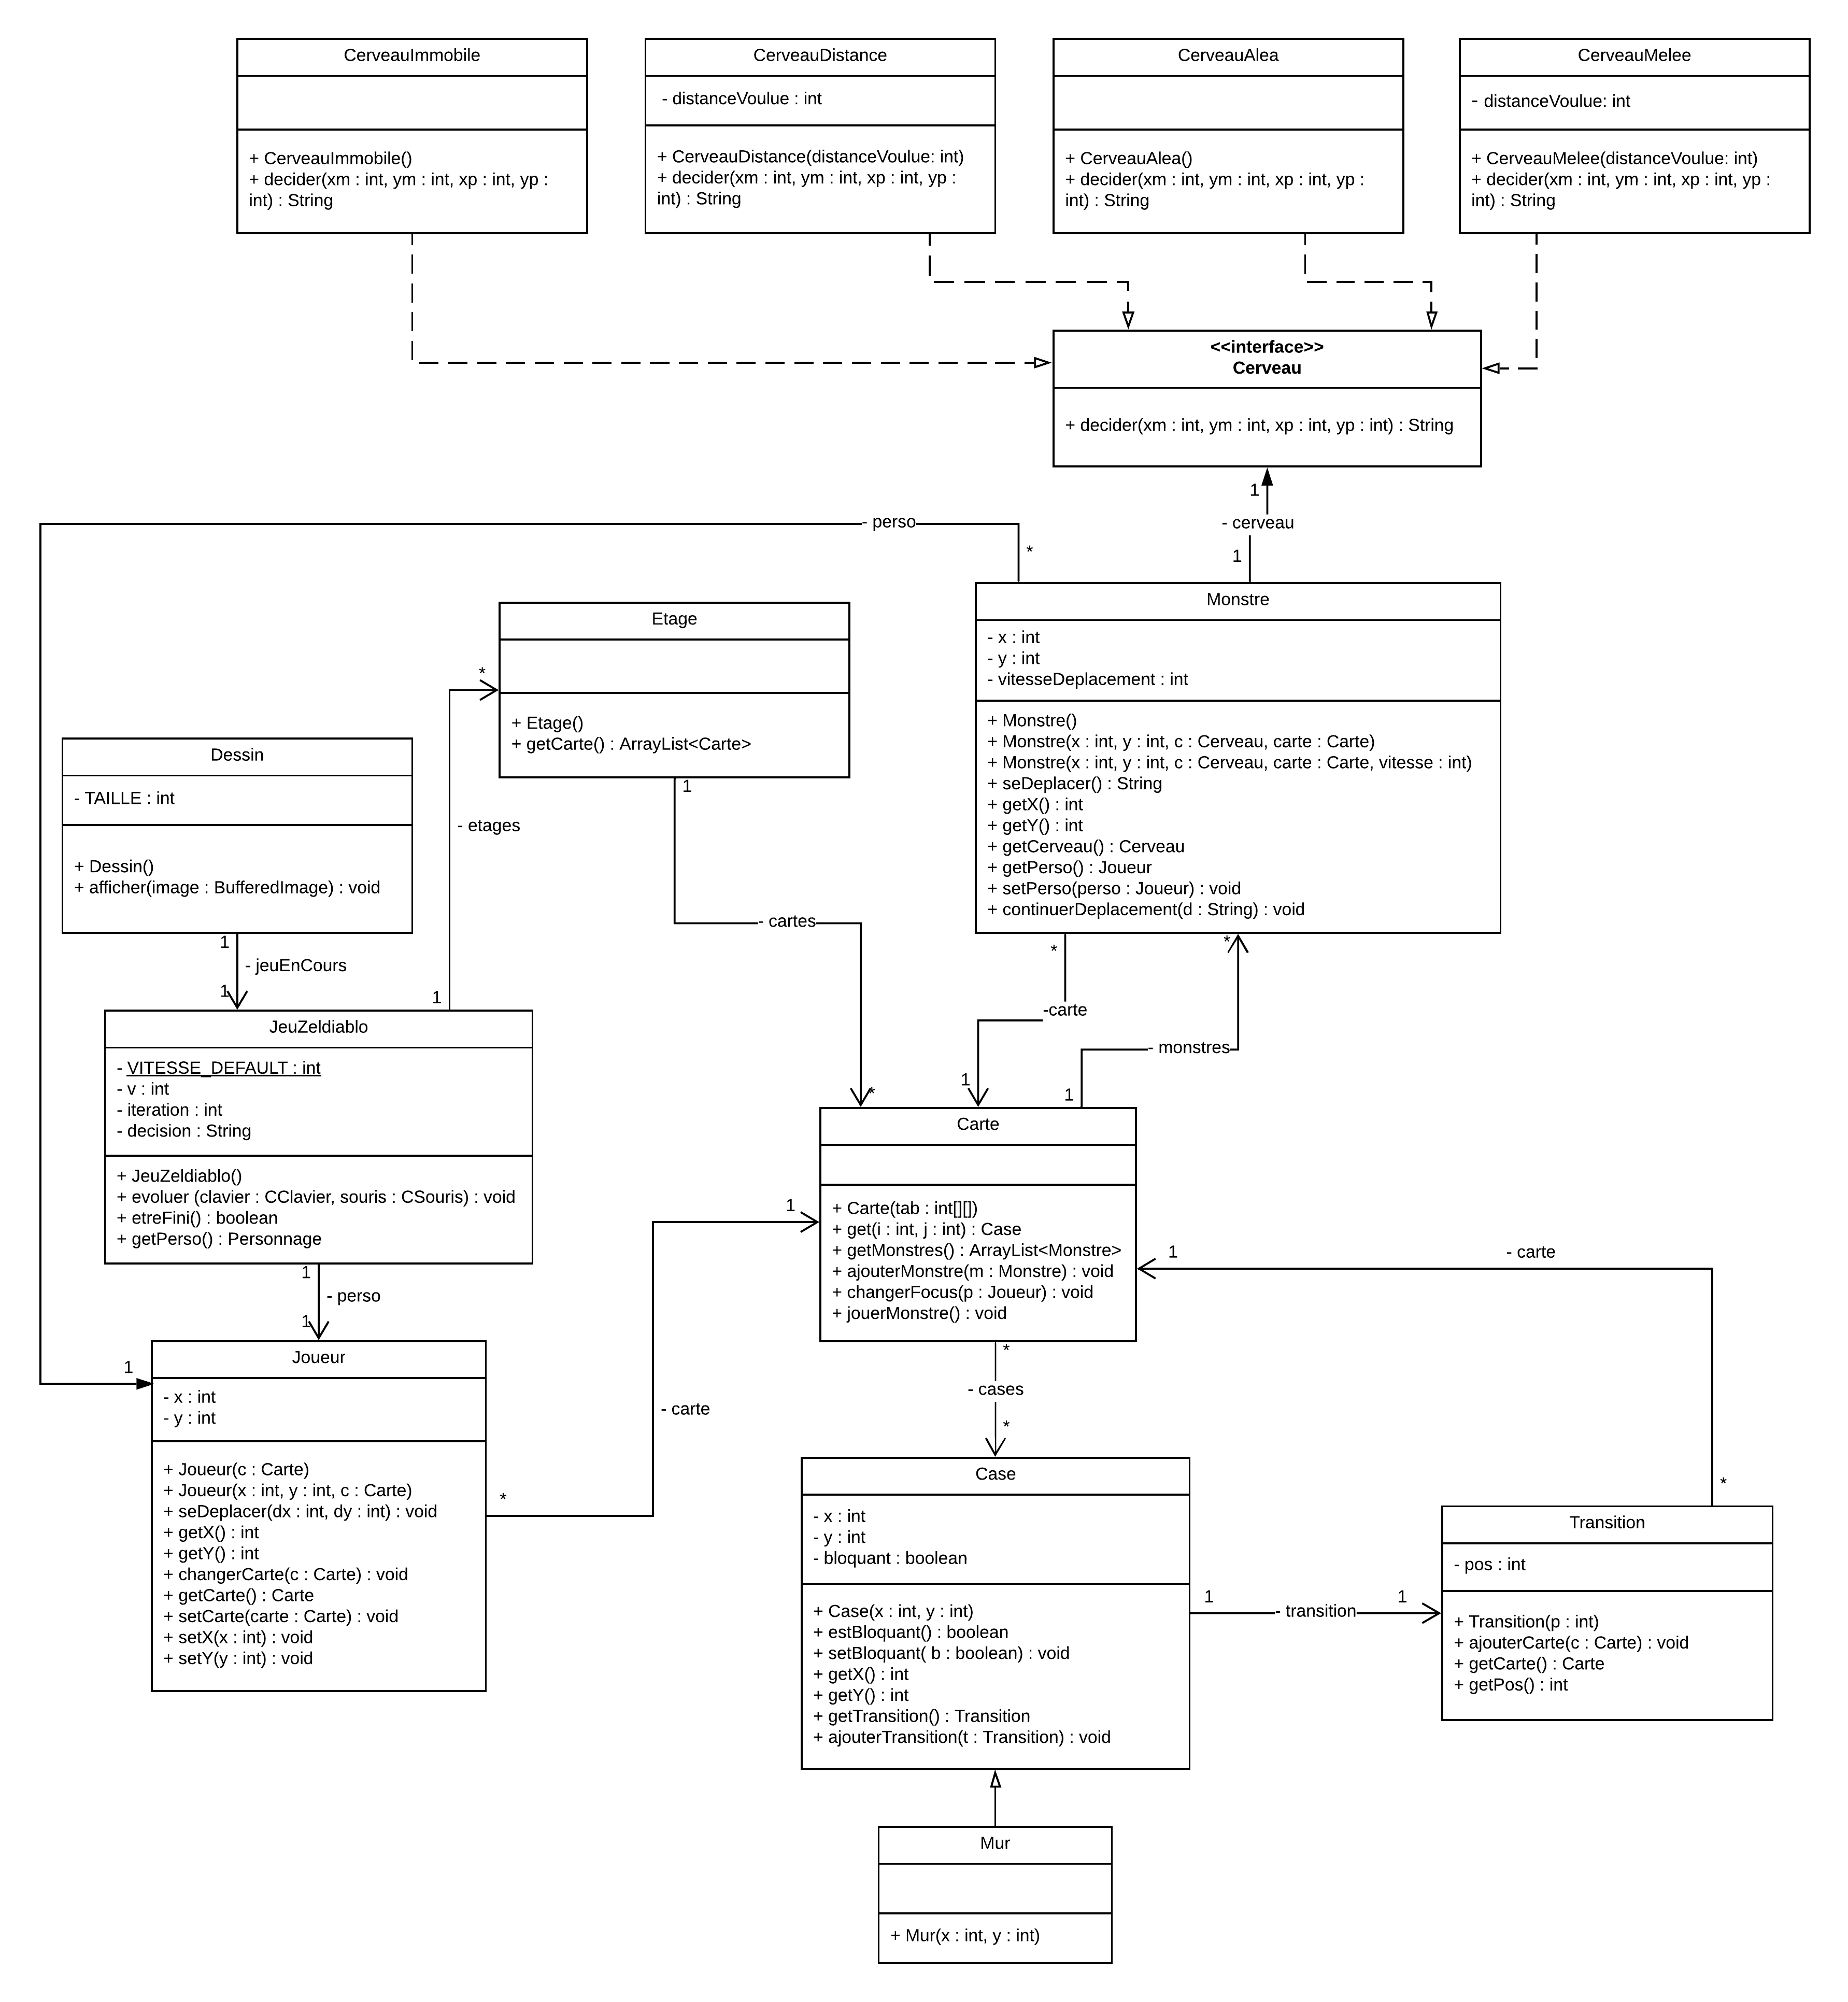 CerveauImmobile
+ CerveauImmobile()
+ decider(xm : int, ym : int, xp : int, yp :
int) : String
CerveauDistance
- distanceVoulue : int
+ CerveauDistance(distanceVoulue: int)
+ decider(xm : int, ym : int, xp : int, yp :
int) : String
CerveauAlea
+ CerveauAlea()
+ decider(xm : int, ym : int, xp : int, yp :
int) : String
CerveauMelee
- distanceVoulue: int
+ CerveauMelee(distanceVoulue: int)
+ decider(xm : int, ym : int, xp : int, yp :
int) : String
<<interface>>
Cerveau
+ decider(xm : int, ym : int, xp : int, yp : int) : String
1
- cerveau
1
- perso
*
Monstre
- x : int
- y : int
- vitesseDeplacement : int
+ Monstre()
+ Monstre(x : int, y : int, c : Cerveau, carte : Carte)
+ Monstre(x : int, y : int, c : Cerveau, carte : Carte, vitesse : int)
+ seDeplacer() : String
+ getX() : int
+ getY() : int
+ getCerveau() : Cerveau
+ getPerso() : Joueur
+ setPerso(perso : Joueur) : void
+ continuerDeplacement(d : String) : void
Etage
+ Etage()
+ getCarte() : ArrayList<Carte>
*
- etages
1
1
- cartes
*
Dessin
- TAILLE : int
+ Dessin()
+ afficher(image : BufferedImage) : void
1
- jeuEnCours
1
*
-carte
1
*
- monstres
1
JeuZeldiablo
- VITESSE_DEFAULT : int
- v : int
- iteration : int
- decision : String
+ JeuZeldiablo()
+ evoluer (clavier : CClavier, souris : CSouris) : void
+ etreFini() : boolean
+ getPerso() : Personnage
1
- perso
1
Carte
+ Carte(tab : int[][])
+ get(i : int, j : int) : Case
+ getMonstres() : ArrayList<Monstre>
+ ajouterMonstre(m : Monstre) : void
+ changerFocus(p : Joueur) : void
+ jouerMonstre() : void
1
- carte
*
1
- carte
*
1
Joueur
- x : int
- y : int
+ Joueur(c : Carte)
+ Joueur(x : int, y : int, c : Carte)
+ seDeplacer(dx : int, dy : int) : void
+ getX() : int
+ getY() : int
+ changerCarte(c : Carte) : void
+ getCarte() : Carte
+ setCarte(carte : Carte) : void
+ setX(x : int) : void
+ setY(y : int) : void
*
- cases
*
Case
- x : int
- y : int
- bloquant : boolean
+ Case(x : int, y : int)
+ estBloquant() : boolean
+ setBloquant( b : boolean) : void
+ getX() : int
+ getY() : int
+ getTransition() : Transition
+ ajouterTransition(t : Transition) : void
1
- transition
1
Transition
- pos : int
+ Transition(p : int)
+ ajouterCarte(c : Carte) : void
+ getCarte() : Carte
+ getPos() : int
Mur
+ Mur(x : int, y : int)